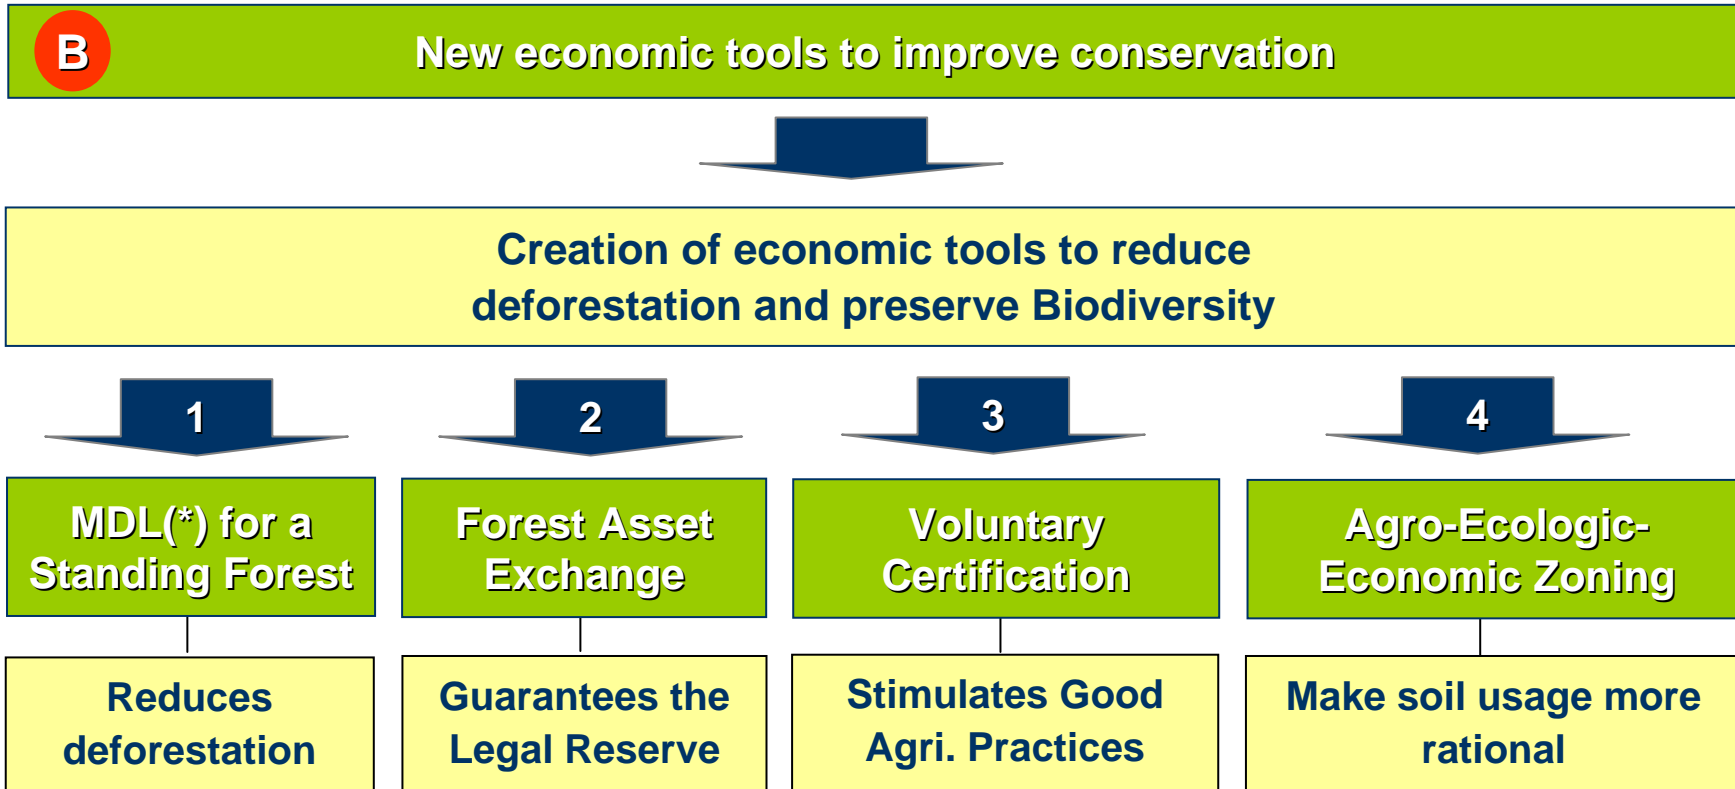 B
New economic tools to improve conservation
Creation of economic tools to reduce
deforestation and preserve Biodiversity
1
2
3
4
MDL(*) for a
Standing Forest
Forest Asset
Exchange
Voluntary
Certification
Agro-Ecologic-
Economic Zoning
Reduces
deforestation
Guarantees the
Legal Reserve
Stimulates Good
Agri. Practices
Make soil usage more
rational